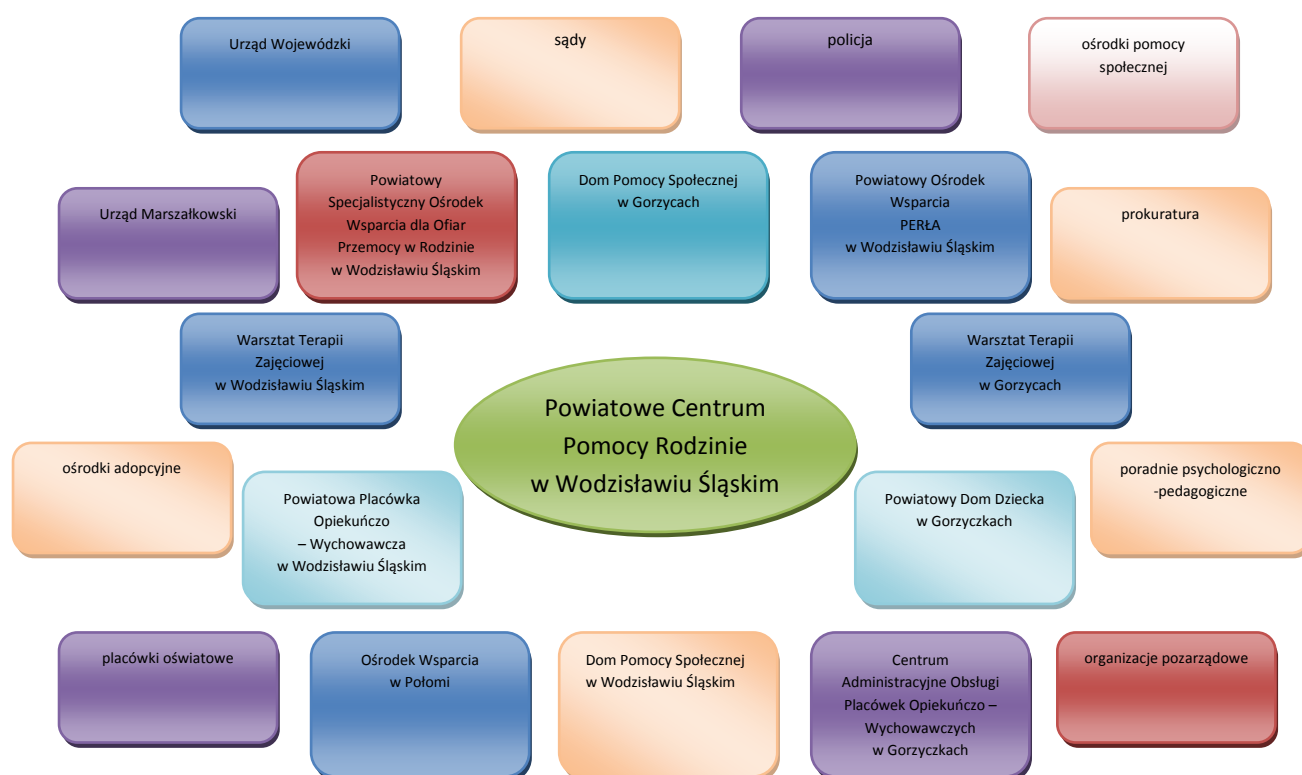 Urząd Wojewódzki
sądy
policja
ośrodki pomocy
społecznej
Urząd Marszałkowski
Powiatowy
Specjalistyczny Ośrodek
Wsparcia dla Ofiar
Przemocy w Rodzinie
w Wodzisławiu Śląskim
Dom Pomocy Społecznej
w Gorzycach
Powiatowy Ośrodek
Wsparcia
PERŁA
w Wodzisławiu Śląskim
prokuratura
Warsztat Terapii
Zajęciowej
w Wodzisławiu Śląskim
Warsztat Terapii
Zajęciowej
w Gorzycach
Powiatowe Centrum
Pomocy Rodzinie
w Wodzisławiu Śląskim
ośrodki adopcyjne
Powiatowa Placówka
Opiekuńczo
– Wychowawcza
w Wodzisławiu Śląskim
Powiatowy Dom Dziecka
w Gorzyczkach
poradnie psychologiczno
-pedagogiczne
placówki oświatowe
Ośrodek Wsparcia
w Połomi
Dom Pomocy Społecznej
w Wodzisławiu Śląskim
Centrum
Administracyjne Obsługi
Placówek Opiekuńczo –
Wychowawczych
w Gorzyczkach
organizacje pozarządowe